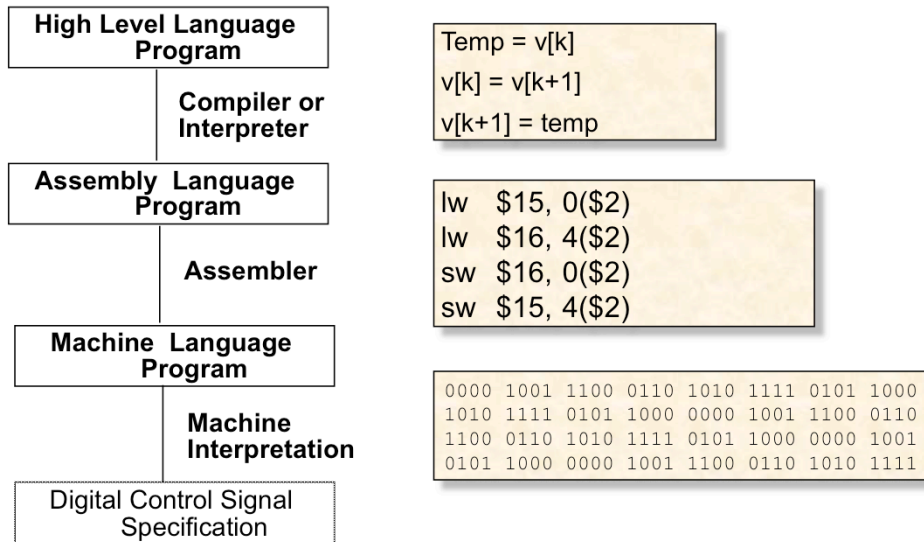 High Level Language
Program
Temp = v[k]
v[k] = v[k+1]
v[k+1] = temp
Compiler or
Interpreter
Assembly Language
Program
lw $15, 0($2)
lw $16, 4($2)
sw $16, 0($2)
sw $15, 4($2)
Assembler
Machine Language
Program
0000 1001 1100 0110 1010 1111 0101 1000
1010 1111 0101 1000 0000 1001 1100 0110
1100 0110 1010 1111 0101 1000 0000 1001
0101 1000 0000 1001 1100 0110 1010 1111
Machine
Interpretation
Digital Control Signal
Specification